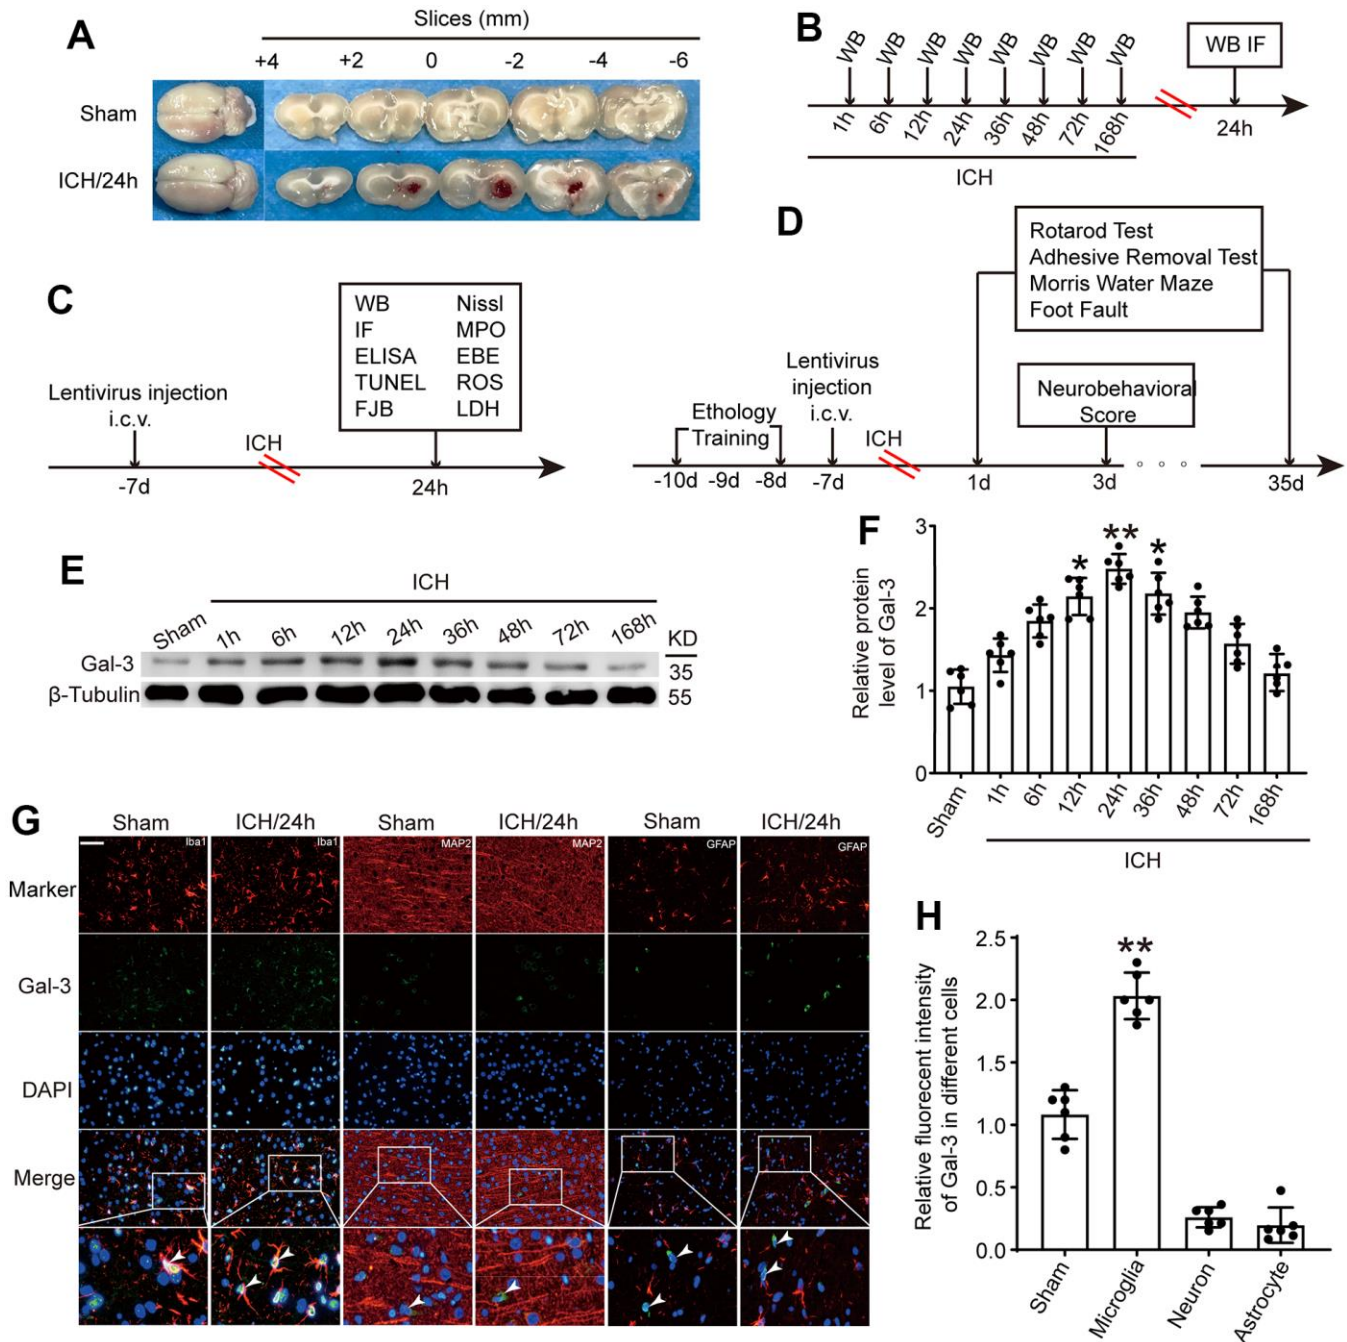 A
Slices (mm)
+4 +2 0 -2 -4 -6
Sham
ICH/24h
B
WB WB WB WB WB WB WB WB
WB IF
1h 6h 12h 24h 36h 48h 72h 168h
24h
ICH
C
WB Nissl
IF MPO
ELISA EBE
TUNEL ROS
FJB LDH
Lentivirus injection
i.c.v.
ICH
-7d
24h
D
Rotarod Test
Adhesive Removal Test
Morris Water Maze
Foot Fault
Lentivirus
injection
i.c.v.
Ethology
Training
ICH
Neurobehavioral
Score
-10d -9d -8d -7d 1d 3d 35d
E
ICH
Sham 1h 6h 12h 24h 36h 48h 72h 168h KD
Gal-3 35
β-Tubulin 55
F
Relative protein
level of Gal-3
3
2
1
0
* ** *
Sham 1h 6h 12h 24h 36h 48h 72h 168h
ICH
G
Sham ICH/24h Sham ICH/24h Sham ICH/24h
Iba1 Iba1 MAP2 MAP2 GFAP GFAP
Marker
Gal-3
DAPI
Merge
H
Relative fluorecent intensity
of Gal-3 in different cells
2.5
2.0
1.5
1.0
0.5
0.0
**
Sham Microglia Neuron Astrocyte